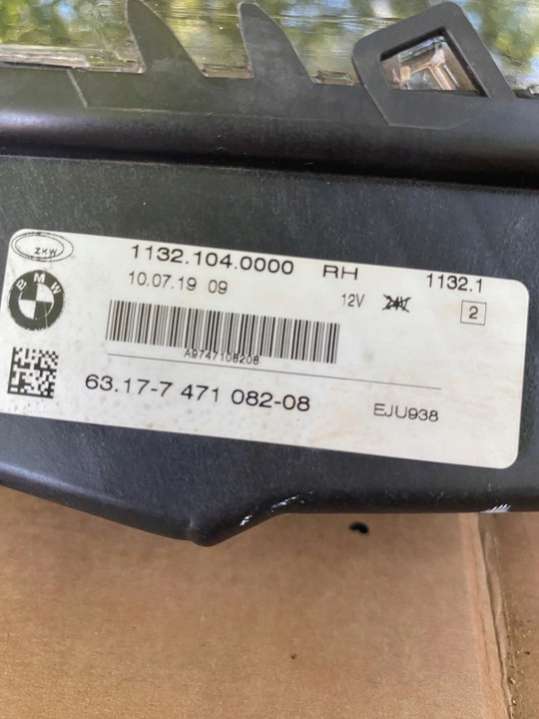 ZKW
1132.104.0000 RH 1132.1
10.07.19 09
12V 24V
2
BMW
A9747108208
63.17-7 471 082-08
EJU938